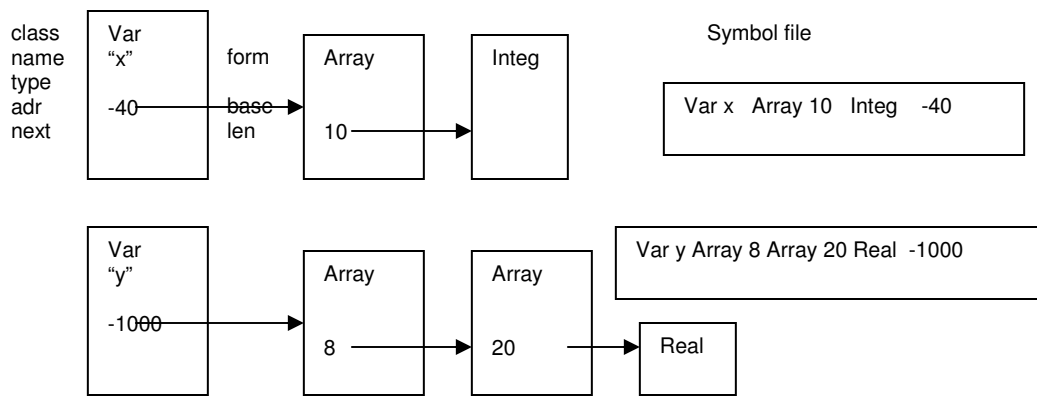 class
name
type
adr
next
Var
“x”
-40
form
base
len
Array
10
Integ
Symbol file
Var x Array 10 Integ -40
Var
“y”
-1000
Array
8
Array
20
Real
Var y Array 8 Array 20 Real -1000